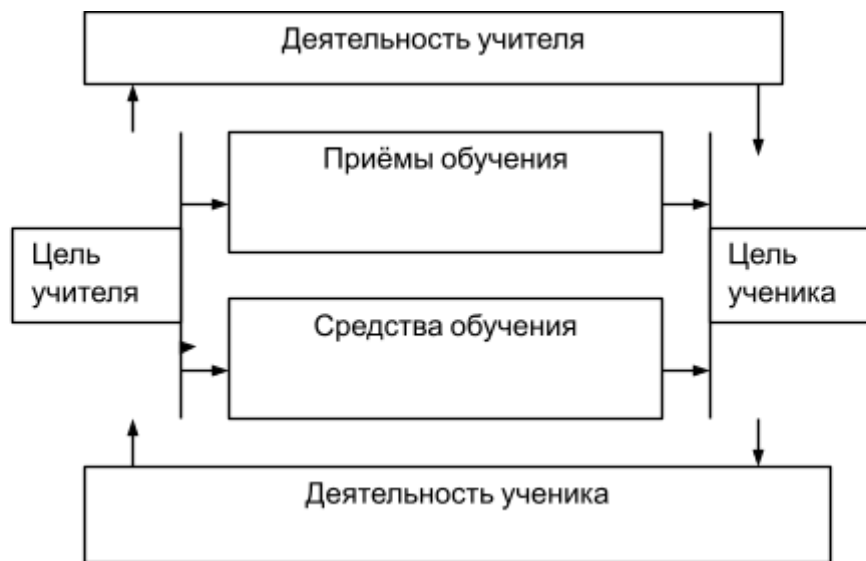 Деятельность учителя
Приёмы обучения
Цель
учителя
Цель
ученика
Средства обучения
Деятельность ученика